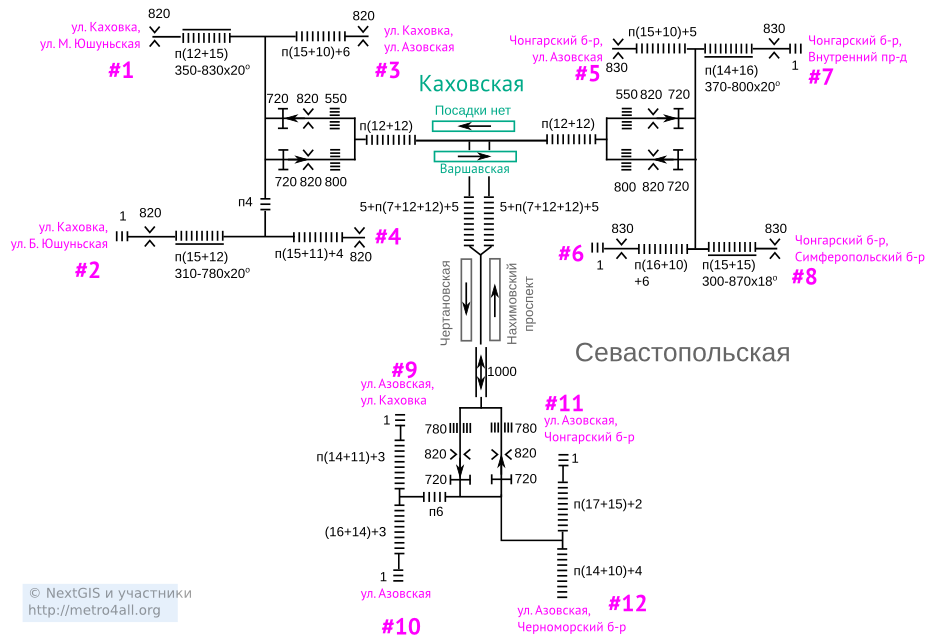 820
ул. Каховка,
ул. М. Юшуньская
#1
п(12+15)
350-830x20°
820
п(15+10)+6
ул. Каховка,
ул. Азовская
#3
Чонгарский б-р,
ул. Азовская
#5
830
п(15+10)+5
830
1
п(14+16)
370-800x20°
Чонгарский б-р,
Внутренний пр-д
#7
720
820
550
720
820
800
п(12+12)
Каховская
Посадки нет
Варшавская
п(12+12)
550
820
720
800
820
720
п4
1
820
ул. Каховка,
ул. Б. Юшуньская
#2
п(15+12)
310-780x20°
п(15+11)+4
820
#4
5+п(7+12+12)+5
5+п(7+12+12)+5
#6
830
1
п(16+10)
+6
830
п(15+15)
300-870x18°
Чонгарский б-р,
Симферопольский б-р
#8
Чертановская
Нахимовский
проспект
Севастопольская
1000
#9
ул. Азовская,
ул. Каховка
1
п(14+11)+3
780
820
720
780
820
720
#11
ул. Азовская,
Чонгарский б-р
1
п(17+15)+2
п6
(16+14)+3
1
ул. Азовская
#10
п(14+10)+4
#12
ул. Азовская,
Черноморский б-р
© NextGIS и участники
http://metro4all.org